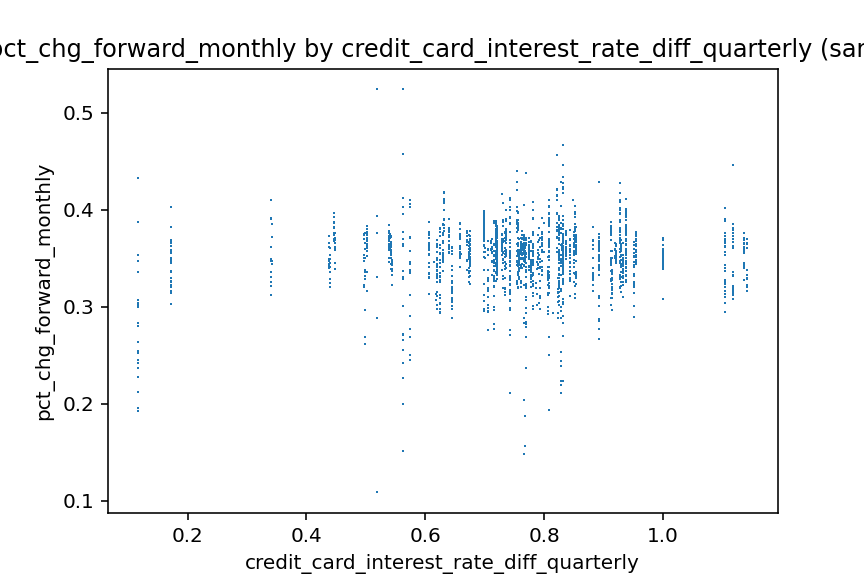 pct_chg_forward_monthly by credit_card_interest_rate_diff_quarterly (sam
0.5
0.4
0.3
0.2
0.1
pct_chg_forward_monthly
0.2 0.4 0.6 0.8 1.0
credit_card_interest_rate_diff_quarterly